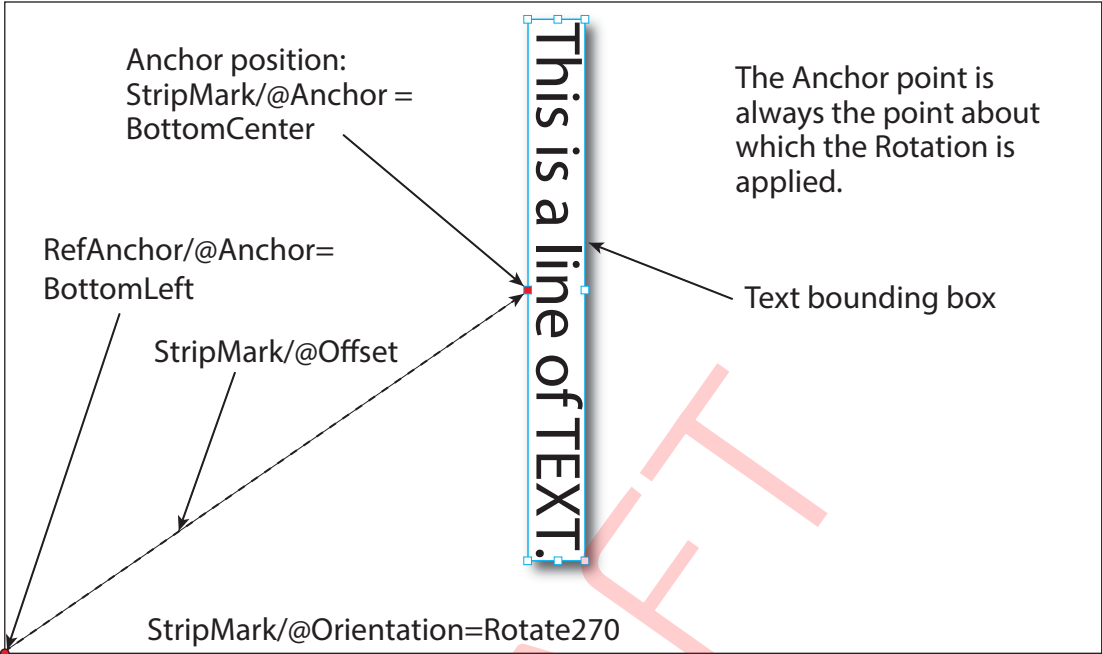 Anchor position:
StripMark/@Anchor =
BottomCenter
This is a line of TEXT.
The Anchor point is
always the point about
which the Rotation is
applied.
RefAnchor/@Anchor=
BottomLeft
Text bounding box
StripMark/@Offset
StripMark/@Orientation=Rotate270